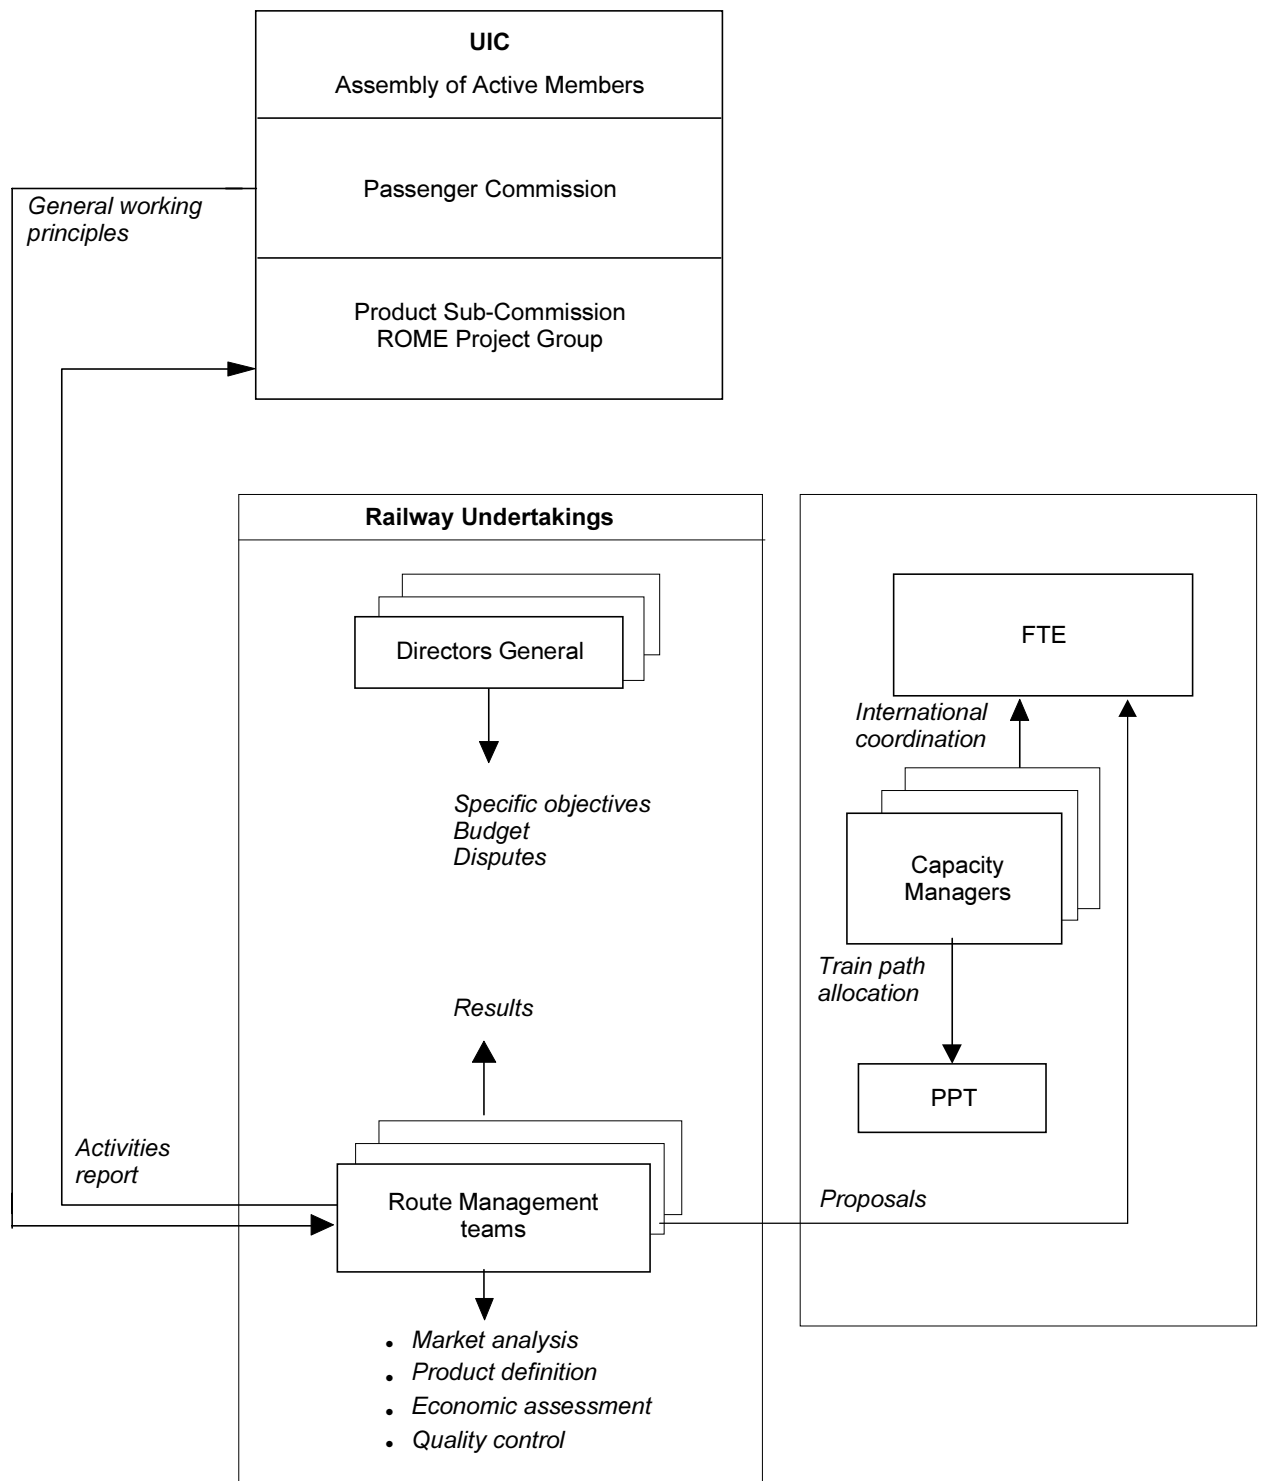 UIC
Assembly of Active Members
Passenger Commission
General working
principles
Product Sub-Commission
ROME Project Group
Railway Undertakings
Directors General
FTE
International
coordination
Specific objectives
Budget
Disputes
Capacity
Managers
Train path
allocation
Results
PPT
Activities
report
Route Management
teams
Proposals
• Market analysis
• Product definition
• Economic assessment
• Quality control